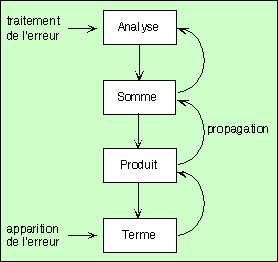 traitement
de l'erreur
Analyse
Somme
propagation
Produit
apparition
de l'erreur
Terme